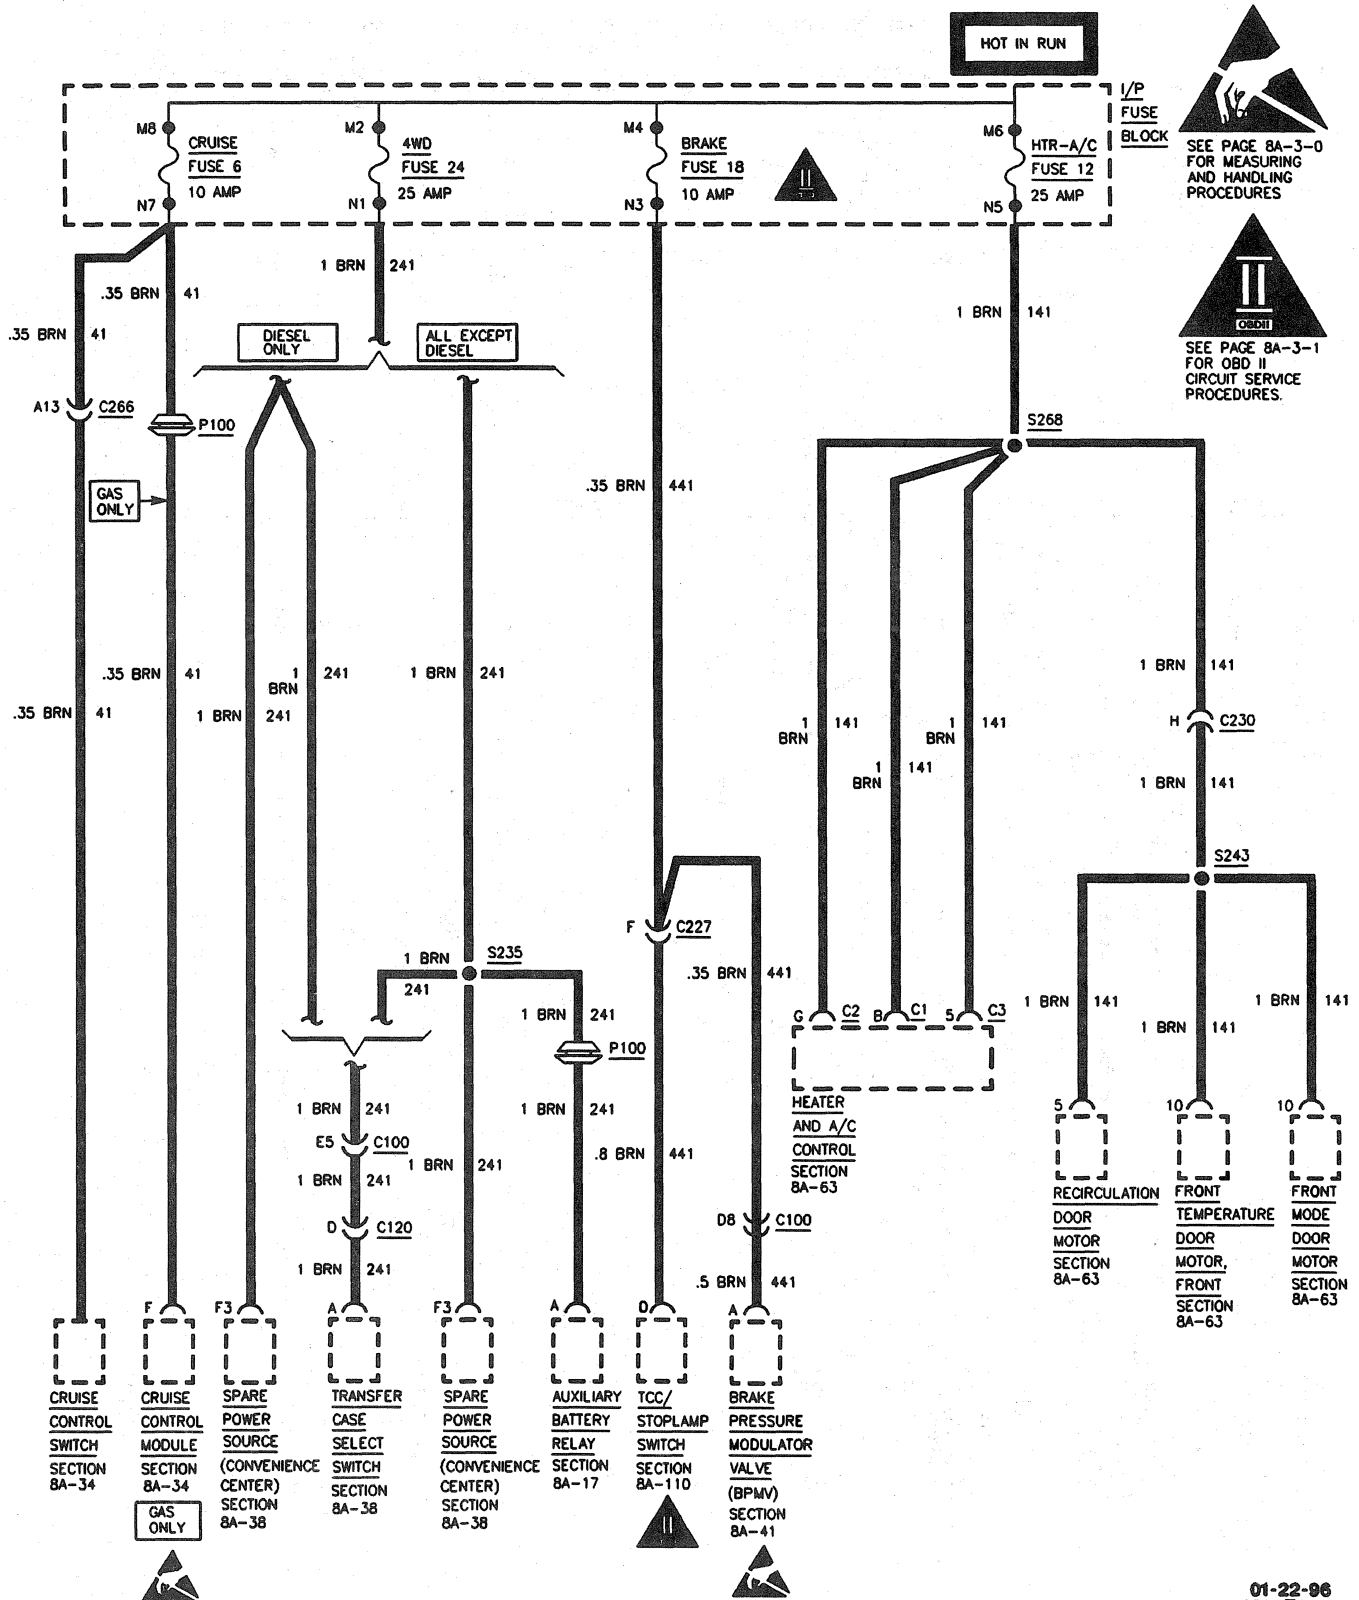 HOT IN RUN
I/P
FUSE
BLOCK
SEE PAGE 8A-3-0
FOR MEASURING
AND HANDLING
PROCEDURES
M8
CRUISE
FUSE 6
10 AMP
N7
M2
4WD
FUSE 24
25 AMP
N1
M4
BRAKE
FUSE 18
10 AMP
N3
M6
HTR-A/C
FUSE 12
25 AMP
N5
OBDII
SEE PAGE 8A-3-1
FOR OBD II
CIRCUIT SERVICE
PROCEDURES.
1 BRN 241
.35 BRN 41
.35 BRN 41
1 BRN 141
DIESEL
ONLY
ALL EXCEPT
DIESEL
A13 C266
P100
S268
GAS
ONLY
.35 BRN 441
.35 BRN 41
1
BRN
241
1 BRN 241
1 BRN 141
.35 BRN 41
1 BRN 241
1
BRN
141
1
BRN
141
H C230
1
BRN
141
1 BRN 141
S243
F C227
1 BRN
241
S235
.35 BRN 441
1 BRN 241
G C2
B C1
5 C3
1 BRN 141
1 BRN 141
1 BRN 141
P100
HEATER
AND A/C
CONTROL
SECTION
8A-63
1 BRN 241
1 BRN 241
E5 C100
.8 BRN 441
1 BRN 241
1 BRN 241
5
10
10
RECIRCULATION
DOOR
MOTOR
SECTION
8A-63
FRONT
TEMPERATURE
DOOR
MOTOR,
FRONT
SECTION
8A-63
FRONT
MODE
DOOR
MOTOR
SECTION
8A-63
D C120
D8 C100
1 BRN 241
.5 BRN 441
F
F3
A
F3
A
D
A
CRUISE
CONTROL
SWITCH
SECTION
8A-34
CRUISE
CONTROL
MODULE
SECTION
8A-34
GAS
ONLY
SPARE
POWER
SOURCE
(CONVENIENCE
CENTER)
SECTION
8A-38
TRANSFER
CASE
SELECT
SWITCH
SECTION
8A-38
SPARE
POWER
SOURCE
(CONVENIENCE
CENTER)
SECTION
8A-38
AUXILIARY
BATTERY
RELAY
SECTION
8A-17
TCC/
STOPLAMP
SWITCH
SECTION
8A-110
BRAKE
PRESSURE
MODULATOR
VALVE
(BPMV)
SECTION
8A-41
01-22-96